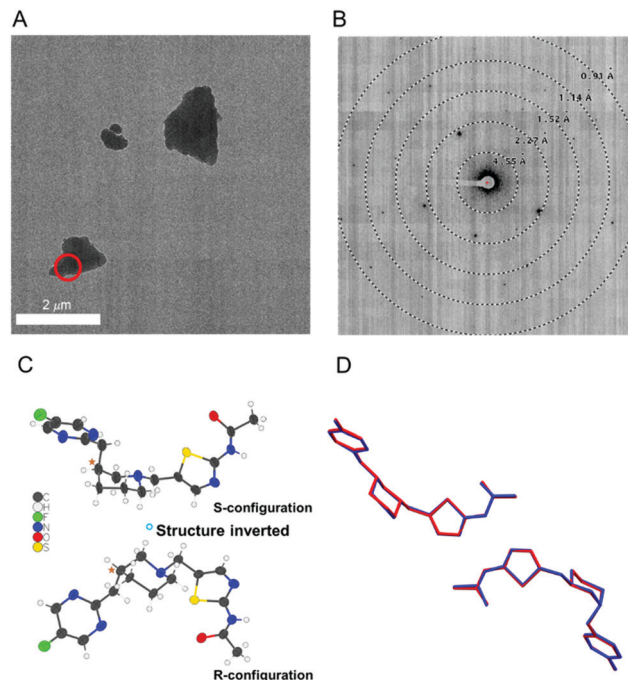 A
B
2 μm
0.91 Å
1.14 Å
1.52 Å
2.27 Å
4.55 Å
C
D
C
H
F
N
O
S
S-configuration
Structure inverted
R-configuration